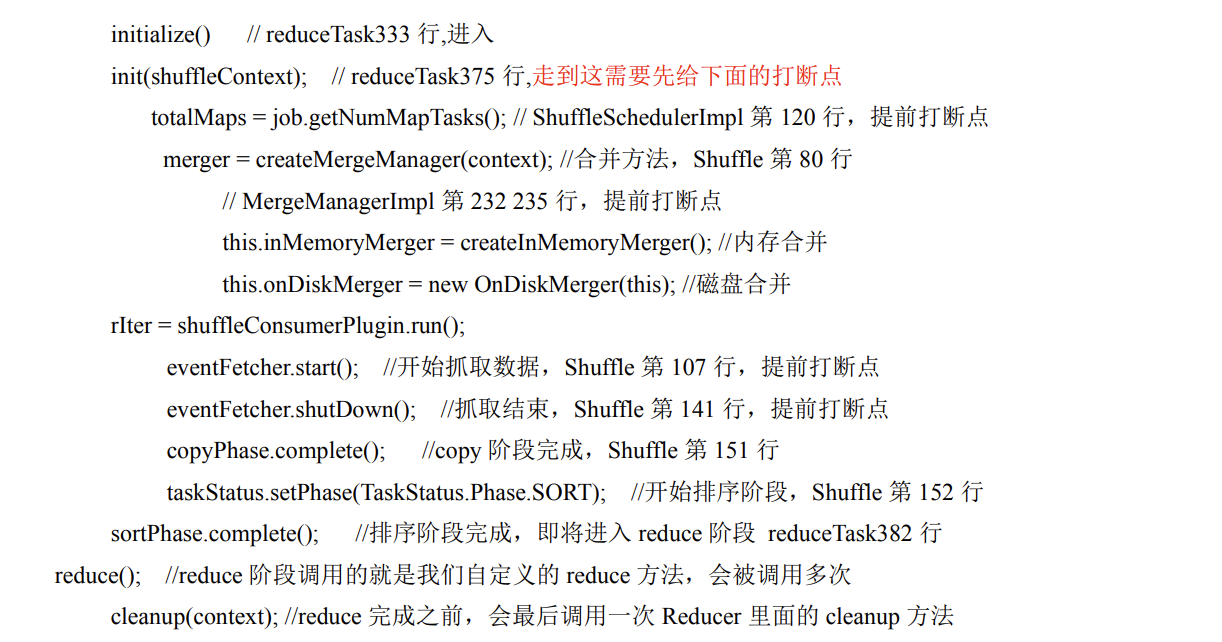 initialize() // reduceTask333 行,进入
init(shuffleContext); // reduceTask375 行,走到这需要先给下面的打断点
totalMaps = job.getNumMapTasks(); // ShuffleSchedulerImpl 第 120 行，提前打断点
merger = createMergeManager(context); //合并方法，Shuffle 第 80 行
// MergeManagerImpl 第 232 235 行，提前打断点
this.inMemoryMerger = createInMemoryMerger(); //内存合并
this.onDiskMerger = new OnDiskMerger(this); //磁盘合并
rIter = shuffleConsumerPlugin.run();
eventFetcher.start(); //开始抓取数据，Shuffle 第 107 行，提前打断点
eventFetcher.shutDown(); //抓取结束，Shuffle 第 141 行，提前打断点
copyPhase.complete(); //copy 阶段完成，Shuffle 第 151 行
taskStatus.setPhase(TaskStatus.Phase.SORT); //开始排序阶段，Shuffle 第 152 行
sortPhase.complete(); //排序阶段完成，即将进入 reduce 阶段 reduceTask382 行
reduce(); //reduce 阶段调用的就是我们自定义的 reduce 方法，会被调用多次
cleanup(context); //reduce 完成之前，会最后调用一次 Reducer 里面的 cleanup 方法